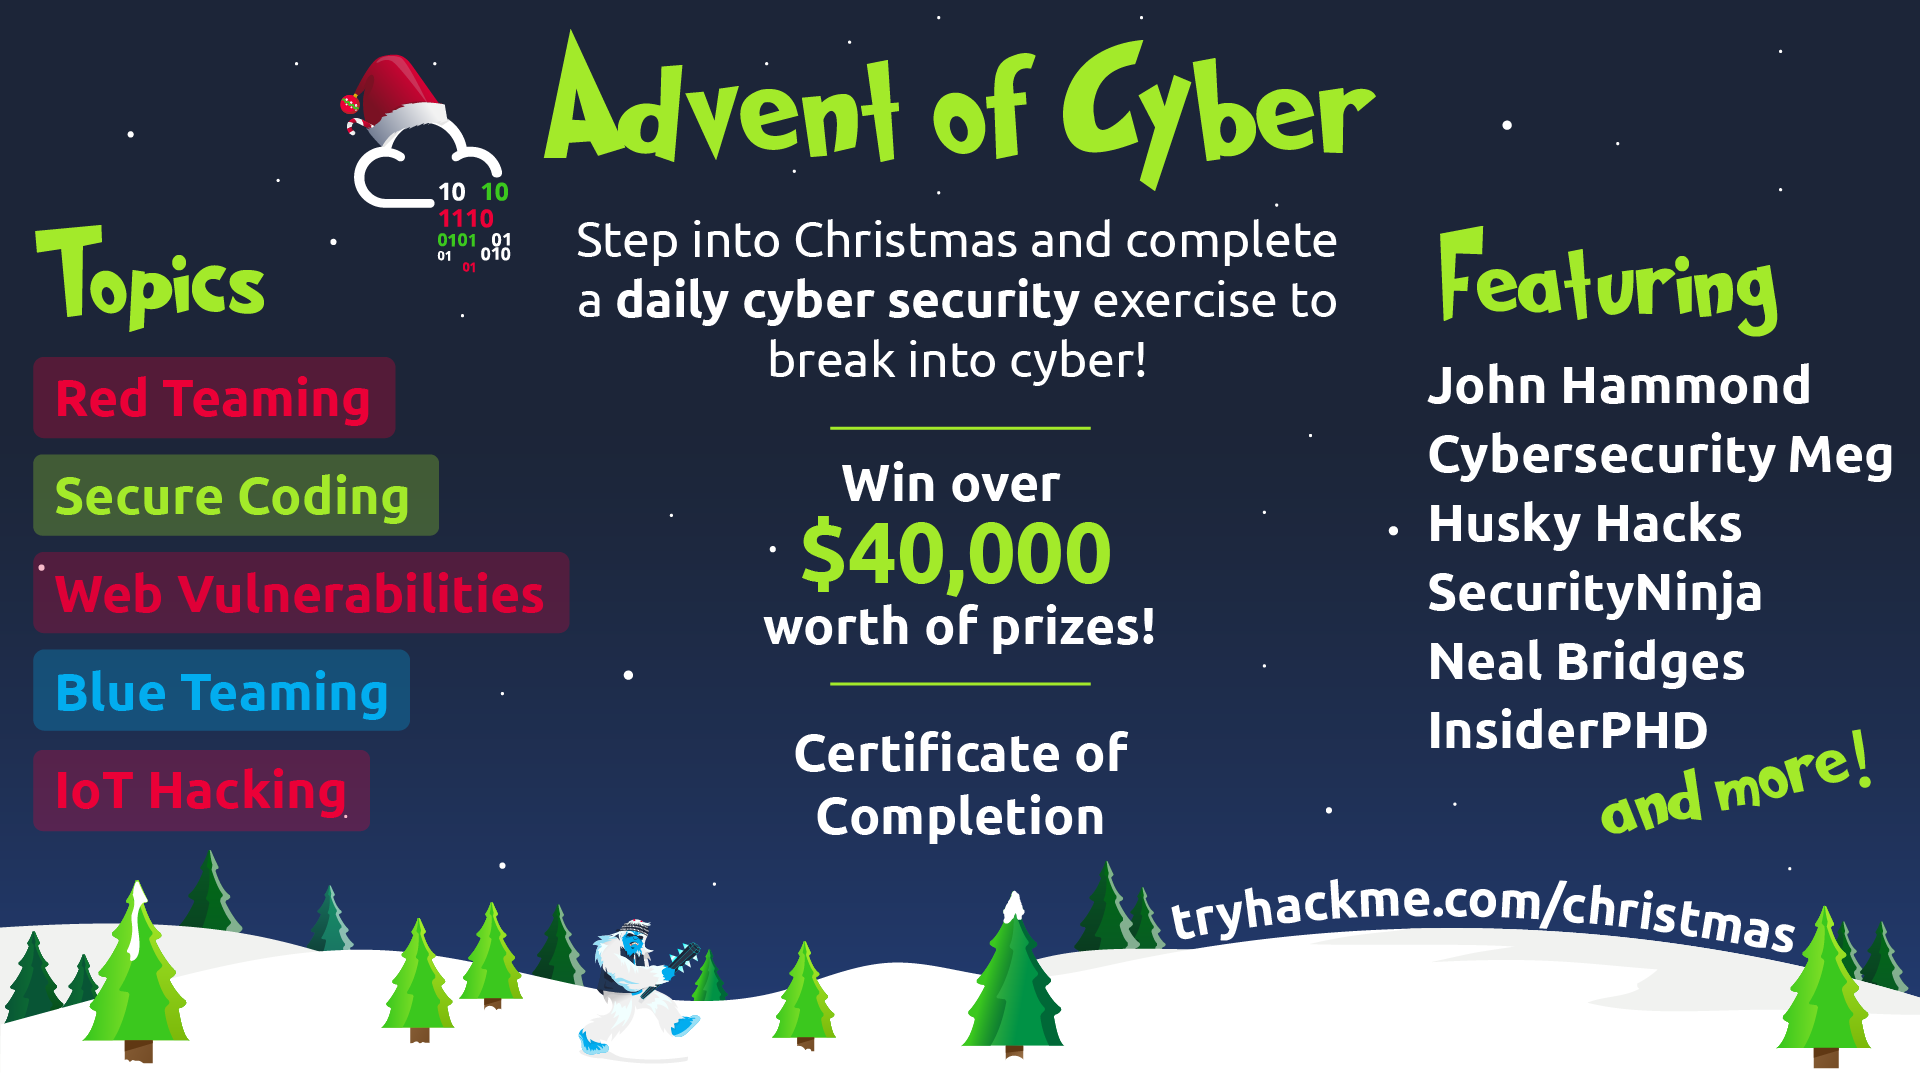 Advent of Cyber
10 10
1110
0101 01
01 010
01
Step into Christmas and complete
a daily cyber security exercise to
break into cyber!
Win over
$40,000
worth of prizes!
Certificate of
Completion
Topics
Red Teaming
Secure Coding
Web Vulnerabilities
Blue Teaming
IoT Hacking
Featuring
John Hammond
Cybersecurity Meg
Husky Hacks
SecurityNinja
Neal Bridges
InsiderPHD
and more!
tryhackme.com/christmas